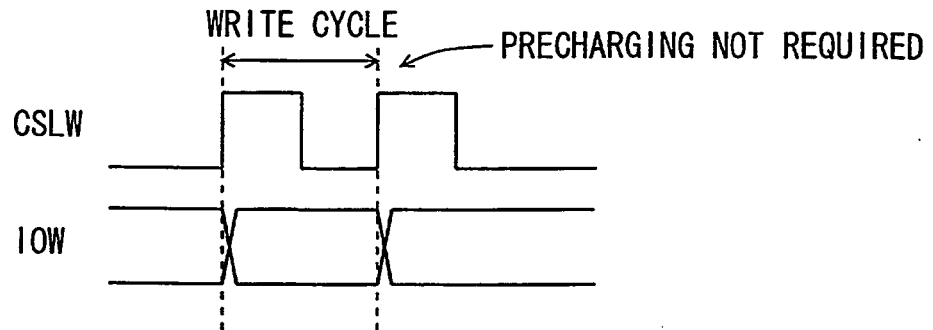 WRITE CYCLE
PRECHARGING NOT REQUIRED
CSLW
IOW